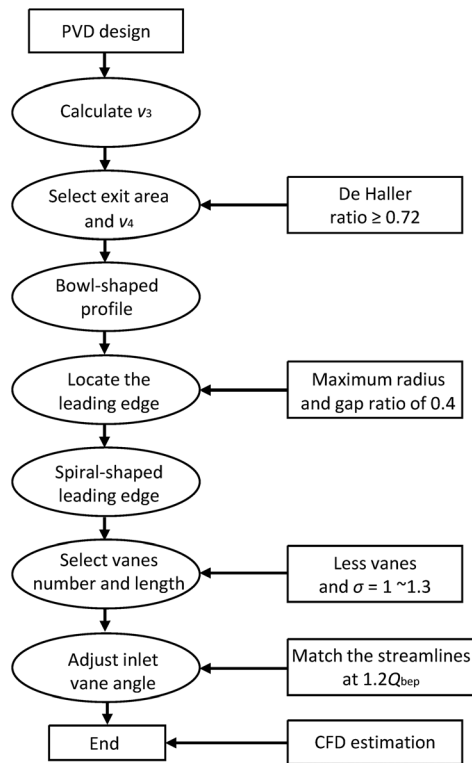 PVD design
Calculate v₃
Select exit area
and v₄
De Haller
ratio ≥ 0.72
Bowl-shaped
profile
Locate the
leading edge
Maximum radius
and gap ratio of 0.4
Spiral-shaped
leading edge
Select vanes
number and length
Less vanes
and σ = 1 ~1.3
Adjust inlet
vane angle
Match the streamlines
at 1.2Q_bep
End
CFD estimation